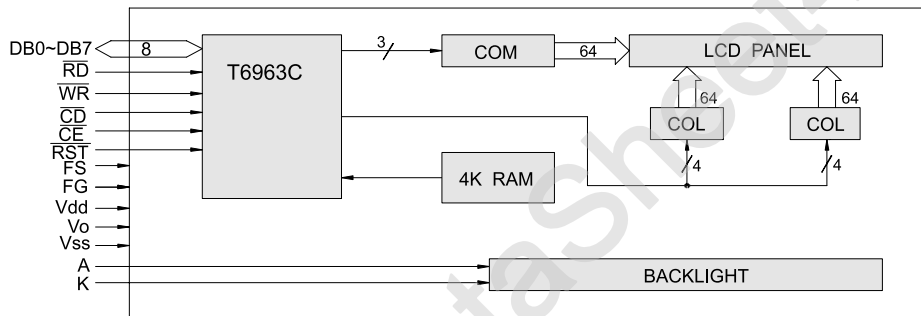 DB0~DB7 8 3 COM 64 LCD PANEL
RD
T6963C
WR
64 64
CD
COL COL
CE
RST
4 4
FS
4K RAM
FG
Vdd
Vo
Vss
A
BACKLIGHT
K
taSheet